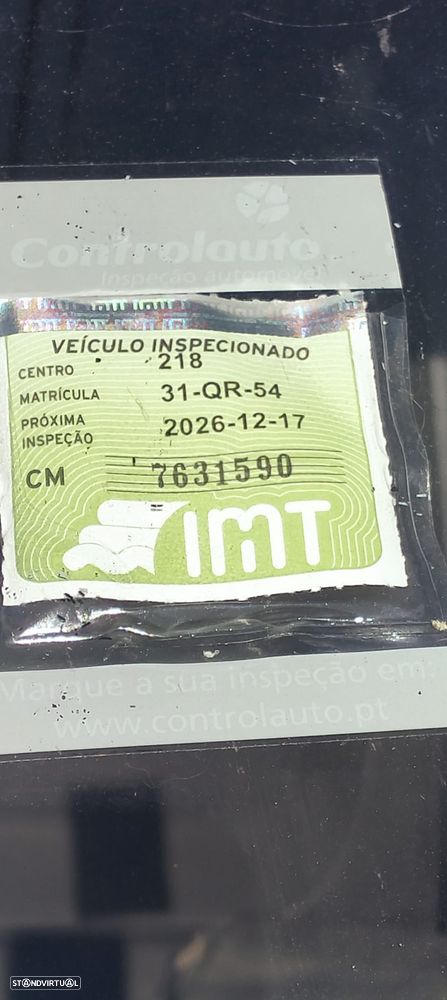 Controlauto
Inspeção automóvel
VEÍCULO INSPECIONADO
CENTRO 218
MATRÍCULA 31-QR-54
PRÓXIMA
INSPEÇÃO 2026-12-17
CM 7631590
IMT
Marque a sua inspeção em:
www.controlauto.pt
STANDVIRTUAL